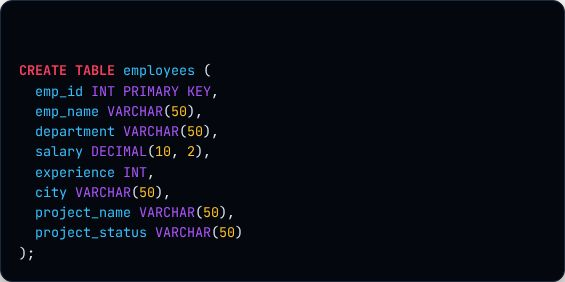 CREATE TABLE employees (
  emp_id INT PRIMARY KEY,
  emp_name VARCHAR(50),
  department VARCHAR(50),
  salary DECIMAL(10, 2),
  experience INT,
  city VARCHAR(50),
  project_name VARCHAR(50),
  project_status VARCHAR(50)
);